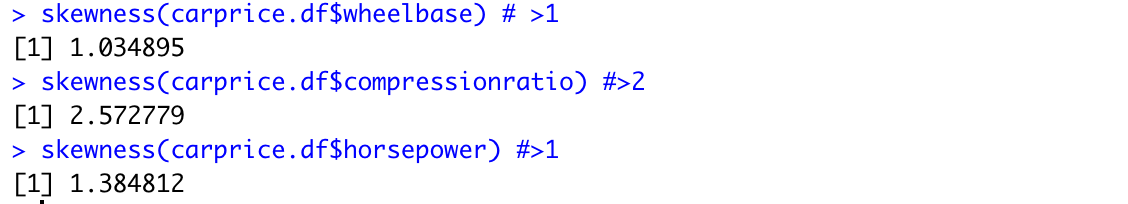 > skewness(carprice.df$wheelbase) # >1
[1] 1.034895
> skewness(carprice.df$compressionratio) #>2
[1] 2.572779
> skewness(carprice.df$horsepower) #>1
[1] 1.384812